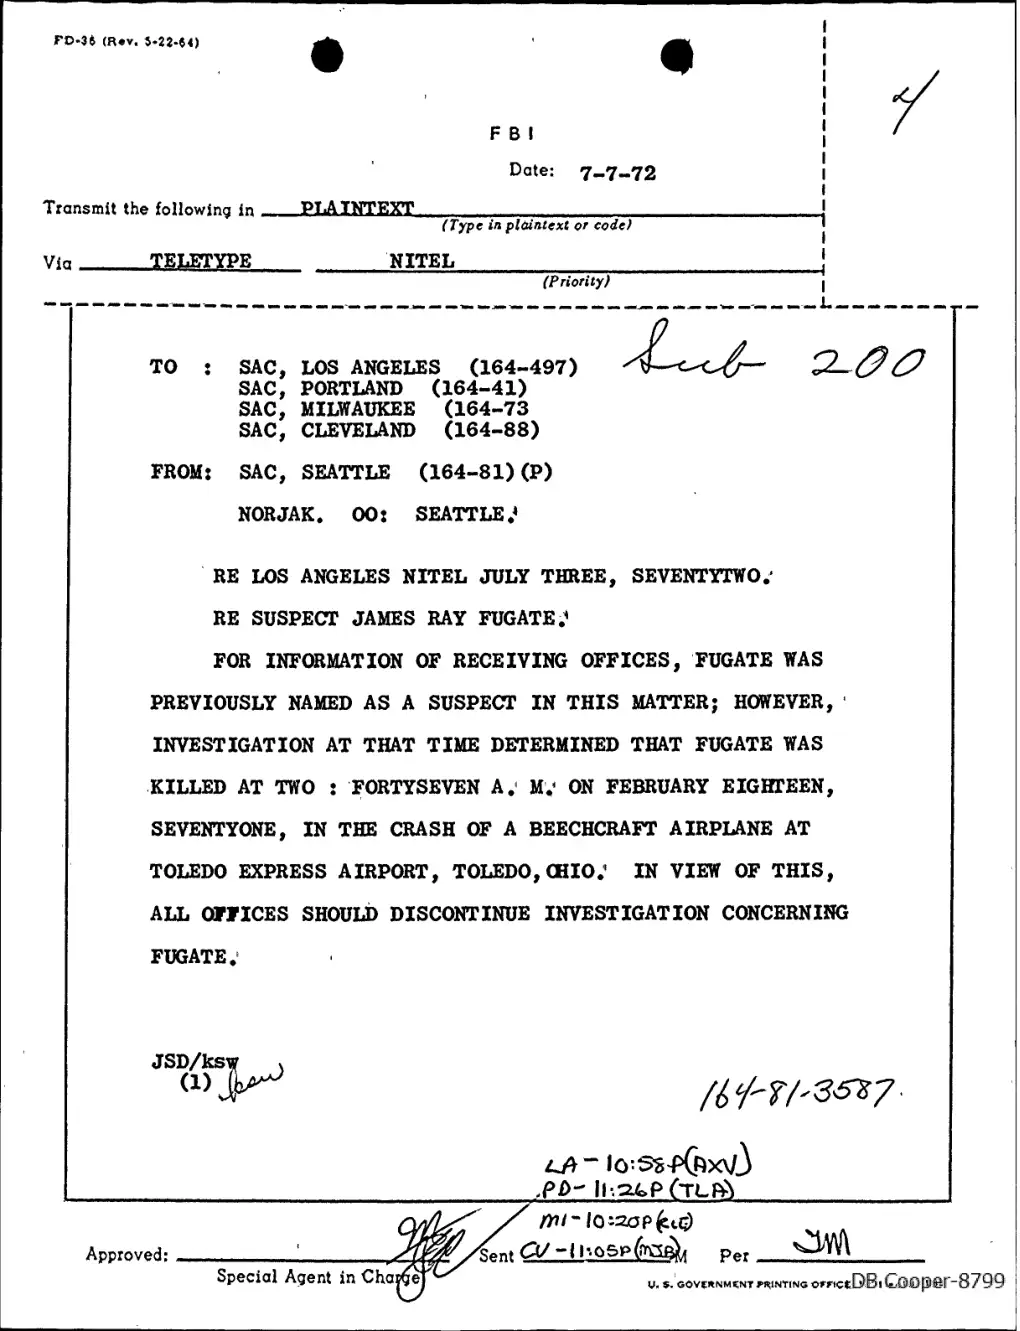 FD-36 (Rev. 5-22-64)
4
FBI
Date: 7-7-72
Transmit the following in PLAINTEXT
(Type in plaintext or code)
Via TELETYPE NITEL
(Priority)
Sub 200
TO : SAC, LOS ANGELES (164-497)
SAC, PORTLAND (164-41)
SAC, MILWAUKEE (164-73
SAC, CLEVELAND (164-88)
FROM: SAC, SEATTLE (164-81)(P)
NORJAK. OO: SEATTLE.
RE LOS ANGELES NITEL JULY THREE, SEVENTYTWO.
RE SUSPECT JAMES RAY FUGATE.
FOR INFORMATION OF RECEIVING OFFICES, FUGATE WAS
PREVIOUSLY NAMED AS A SUSPECT IN THIS MATTER; HOWEVER,
INVESTIGATION AT THAT TIME DETERMINED THAT FUGATE WAS
KILLED AT TWO : FORTYSEVEN A. M. ON FEBRUARY EIGHTEEN,
SEVENTYONE, IN THE CRASH OF A BEECHCRAFT AIRPLANE AT
TOLEDO EXPRESS AIRPORT, TOLEDO,OHIO. IN VIEW OF THIS,
ALL OFFICES SHOULD DISCONTINUE INVESTIGATION CONCERNING
FUGATE.
JSD/ksw
(1) ksw
164-81-3587.
LA - 10:58P(AXV)
PD - 11:26P (TLA)
MI - 10:20P
Approved: Sent CV - 11:05P (MJB) M Per JM
Special Agent in Charge
U. S. GOVERNMENT PRINTING OFFICE
DB Cooper-8799